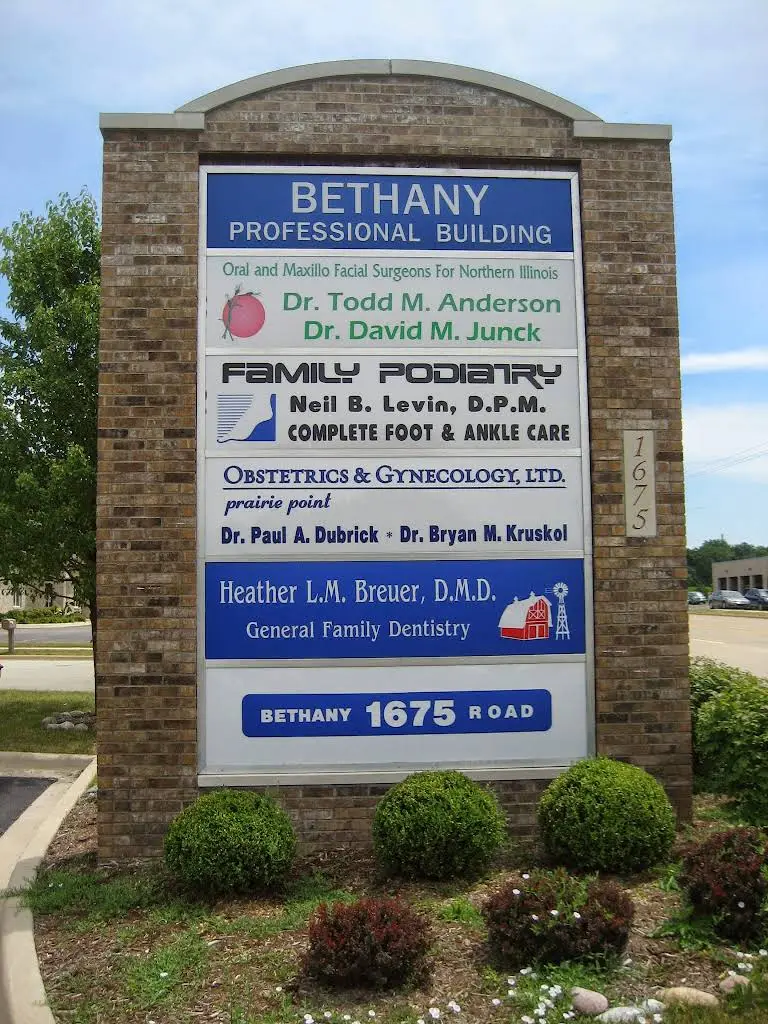 BETHANY
PROFESSIONAL BUILDING
Oral and Maxillo Facial Surgeons For Northern Illinois
Dr. Todd M. Anderson
Dr. David M. Junck
FAMILY PODIATRY
Neil B. Levin, D.P.M.
COMPLETE FOOT & ANKLE CARE
OBSTETRICS & GYNECOLOGY, LTD.
prairie point
Dr. Paul A. Dubrick * Dr. Bryan M. Kruskol
Heather L.M. Breuer, D.M.D.
General Family Dentistry
BETHANY 1675 ROAD
1675